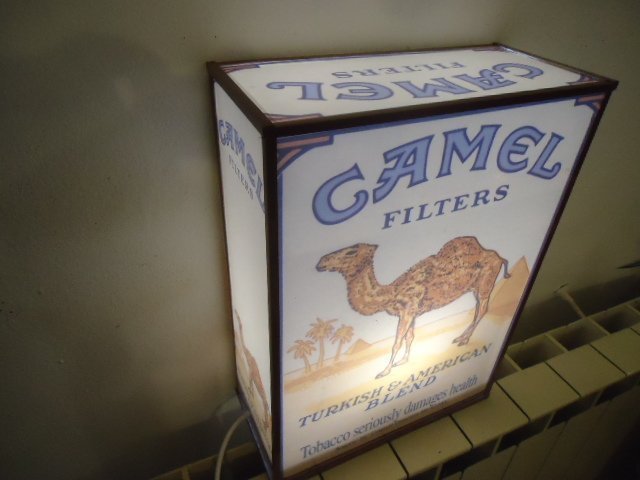 CAMEL
FILTERS
CAMEL
FILTERS
CAMEL
FILTERS
TURKISH & AMERICAN
BLEND
Tobacco seriously damages health